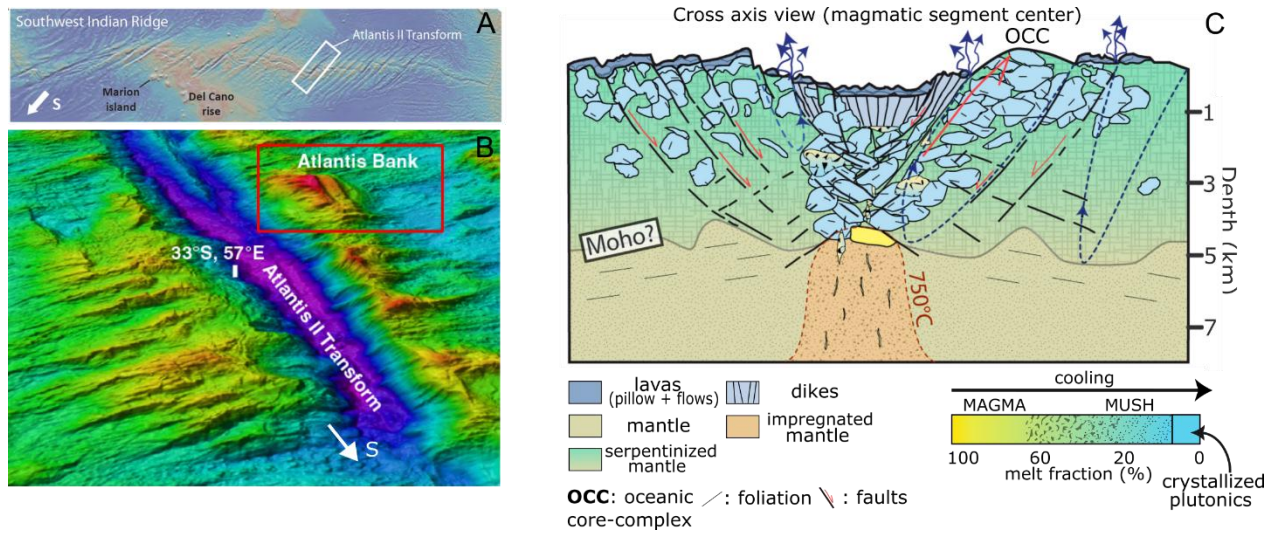 Southwest Indian Ridge
A
Atlantis II Transform
Marion
island
Del Cano
rise
S
B
Atlantis Bank
33°S, 57°E
Atlantis II Transform
S
Cross axis view (magmatic segment center)
C
OCC
1
3
5
7
Depth (km)
Moho?
750°C
lavas
(pillow + flows)
dikes
mantle
impregnated
mantle
serpentinized
mantle
OCC: oceanic
core-complex
: foliation
: faults
cooling
MAGMA
MUSH
100 60 20 0
melt fraction (%)
crystallized
plutonics